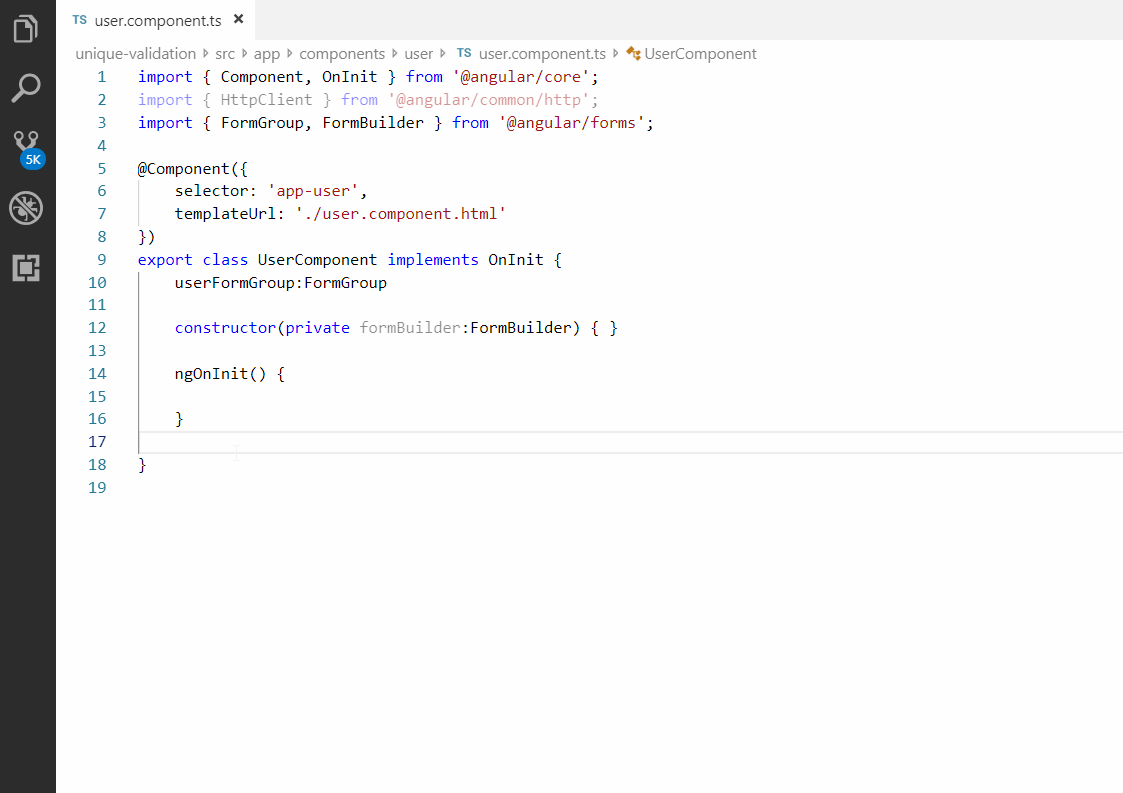 TS user.component.ts ×
unique-validation › src › app › components › user › TS user.component.ts › UserComponent
1 import { Component, OnInit } from '@angular/core';
2 import { HttpClient } from '@angular/common/http';
3 import { FormGroup, FormBuilder } from '@angular/forms';
4
5 @Component({
6     selector: 'app-user',
7     templateUrl: './user.component.html'
8 })
9 export class UserComponent implements OnInit {
10     userFormGroup:FormGroup
11
12     constructor(private formBuilder:FormBuilder) { }
13
14     ngOnInit() {
15
16     }
17
18 }
19
5K